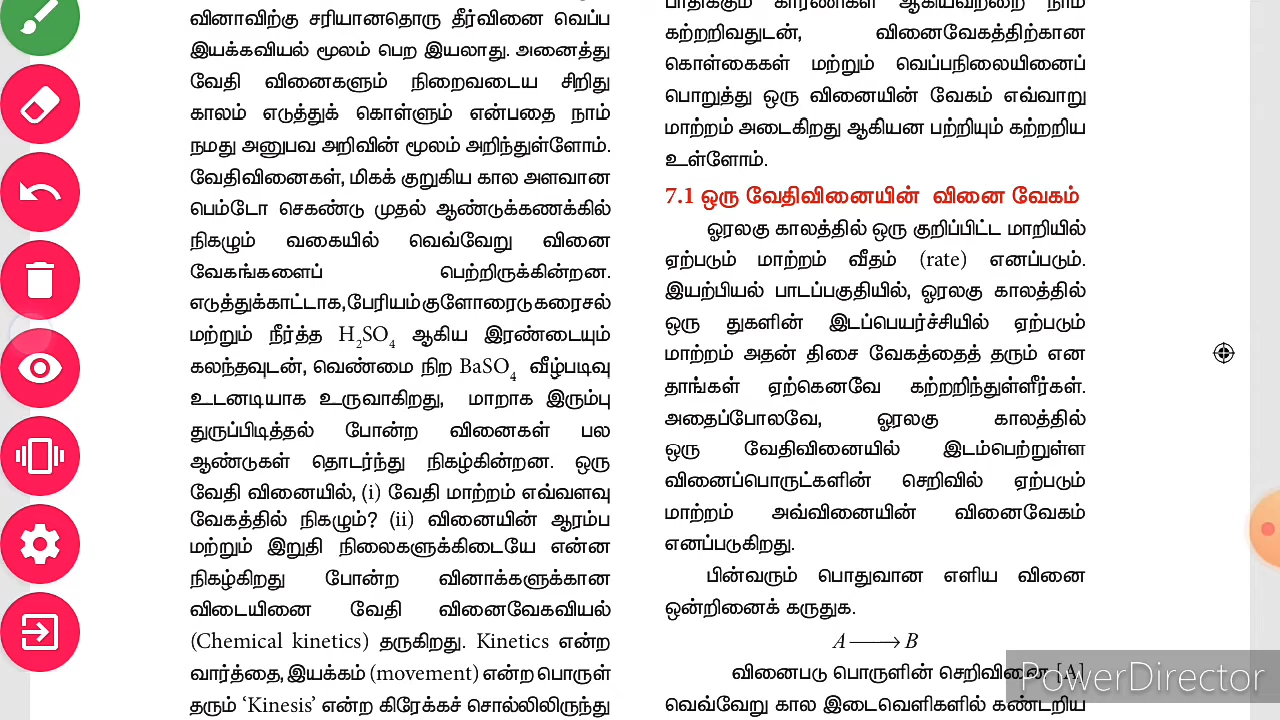 வினாவிற்கு சரியானதொரு தீர்வினை வெப்ப
இயக்கவியல் மூலம் பெற இயலாது. அனைத்து
வேதி வினைகளும் நிறைவடைய சிறிது
காலம் எடுத்துக் கொள்ளும் என்பதை நாம்
நமது அனுபவ அறிவின் மூலம் அறிந்துள்ளோம்.
வேதிவினைகள், மிகக் குறுகிய கால அளவான
பெம்டோ செகண்டு முதல் ஆண்டுக்கணக்கில்
நிகழும் வகையில் வெவ்வேறு வினை
வேகங்களைப் பெற்றிருக்கின்றன.
எடுத்துக்காட்டாக, பேரியம் குளோரைடு கரைசல்
மற்றும் நீர்த்த H₂SO₄ ஆகிய இரண்டையும்
கலந்தவுடன், வெண்மை நிற BaSO₄ வீழ்படிவு
உடனடியாக உருவாகிறது, மாறாக இரும்பு
துருப்பிடித்தல் போன்ற வினைகள் பல
ஆண்டுகள் தொடர்ந்து நிகழ்கின்றன. ஒரு
வேதி வினையில், (i) வேதி மாற்றம் எவ்வளவு
வேகத்தில் நிகழும்? (ii) வினையின் ஆரம்ப
மற்றும் இறுதி நிலைகளுக்கிடையே என்ன
நிகழ்கிறது போன்ற வினாக்களுக்கான
விடையினை வேதி வினைவேகவியல்
(Chemical kinetics) தருகிறது. Kinetics என்ற
வார்த்தை, இயக்கம் (movement) என்ற பொருள்
தரும் ‘Kinesis’ என்ற கிரேக்கச் சொல்லிலிருந்து
பாதிக்கும் காரணிகள் ஆகியவற்றை நாம்
கற்றறிவதுடன், வினைவேகத்திற்கான
கொள்கைகள் மற்றும் வெப்பநிலையினைப்
பொறுத்து ஒரு வினையின் வேகம் எவ்வாறு
மாற்றம் அடைகிறது ஆகியன பற்றியும் கற்றறிய
உள்ளோம்.
7.1 ஒரு வேதிவினையின் வினை வேகம்
ஓரலகு காலத்தில் ஒரு குறிப்பிட்ட மாறியில்
ஏற்படும் மாற்றம் வீதம் (rate) எனப்படும்.
இயற்பியல் பாடப்பகுதியில், ஓரலகு காலத்தில்
ஒரு துகளின் இடப்பெயர்ச்சியில் ஏற்படும்
மாற்றம் அதன் திசை வேகத்தைத் தரும் என
தாங்கள் ஏற்கெனவே கற்றறிந்துள்ளீர்கள்.
அதைப்போலவே, ஓரலகு காலத்தில்
ஒரு வேதிவினையில் இடம்பெற்றுள்ள
வினைப்பொருட்களின் செறிவில் ஏற்படும்
மாற்றம் அவ்வினையின் வினைவேகம்
எனப்படுகிறது.
பின்வரும் பொதுவான எளிய வினை
ஒன்றினைக் கருதுக.
A ⟶ B
வினைபடு பொருளின் செறிவினை [A]
வெவ்வேறு கால இடைவெளிகளில் கண்டறிய
PowerDirector